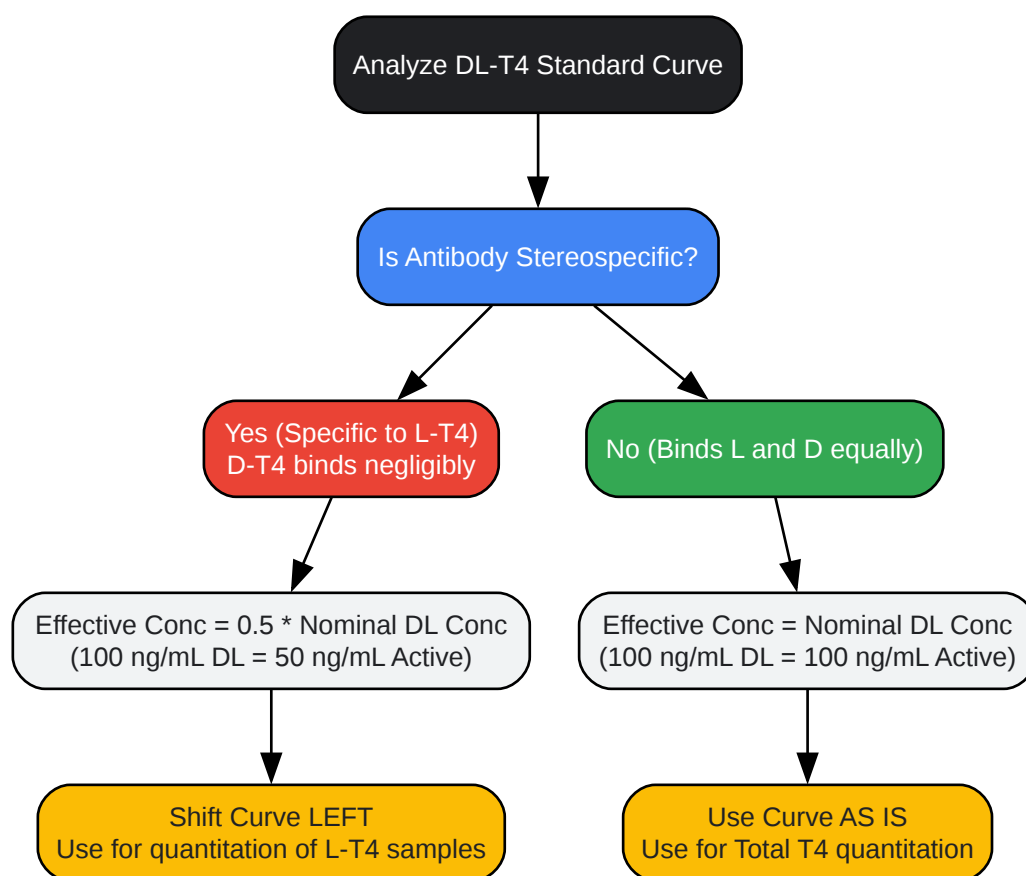 Analyze DL-T4 Standard Curve
Is Antibody Stereospecific?
Yes (Specific to L-T4)
D-T4 binds negligibly
No (Binds L and D equally)
Effective Conc = 0.5 * Nominal DL Conc
(100 ng/mL DL = 50 ng/mL Active)
Effective Conc = Nominal DL Conc
(100 ng/mL DL = 100 ng/mL Active)
Shift Curve LEFT
Use for quantitation of L-T4 samples
Use Curve AS IS
Use for Total T4 quantitation